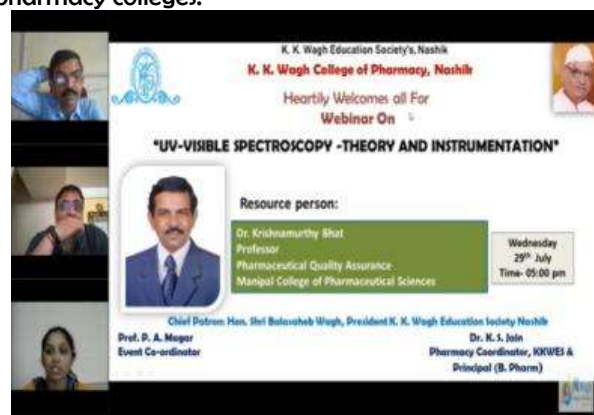 pharmacy colleges.
K. K. Wagh Education Society's, Nashik
K. K. Wagh College of Pharmacy, Nashik
Heartily Welcomes all For
Webinar On
"UV-VISIBLE SPECTROSCOPY -THEORY AND INSTRUMENTATION"
Resource person:
Dr. Krishnamurthy Bhat
Professor
Pharmaceutical Quality Assurance
Manipal College of Pharmaceutical Sciences
Wednesday
29th July
Time- 05:00 pm
Chief Patron: Hon. Shri Balasaheb Wagh, President K. K. Wagh Education Society Nashik
Prof. P. A. Magar
Event Co-ordinator
Dr. K. S. Jain
Pharmacy Coordinator, KKWES &
Principal (B. Pharm)